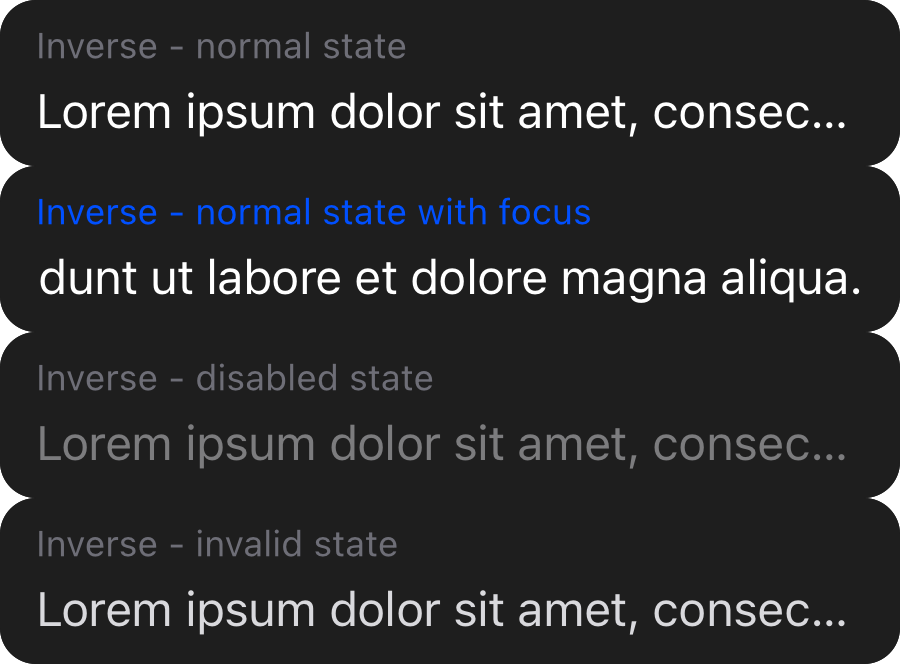 Inverse - normal state
Lorem ipsum dolor sit amet, consec...
Inverse - normal state with focus
dunt ut labore et dolore magna aliqua.
Inverse - disabled state
Lorem ipsum dolor sit amet, consec...
Inverse - invalid state
Lorem ipsum dolor sit amet, consec...